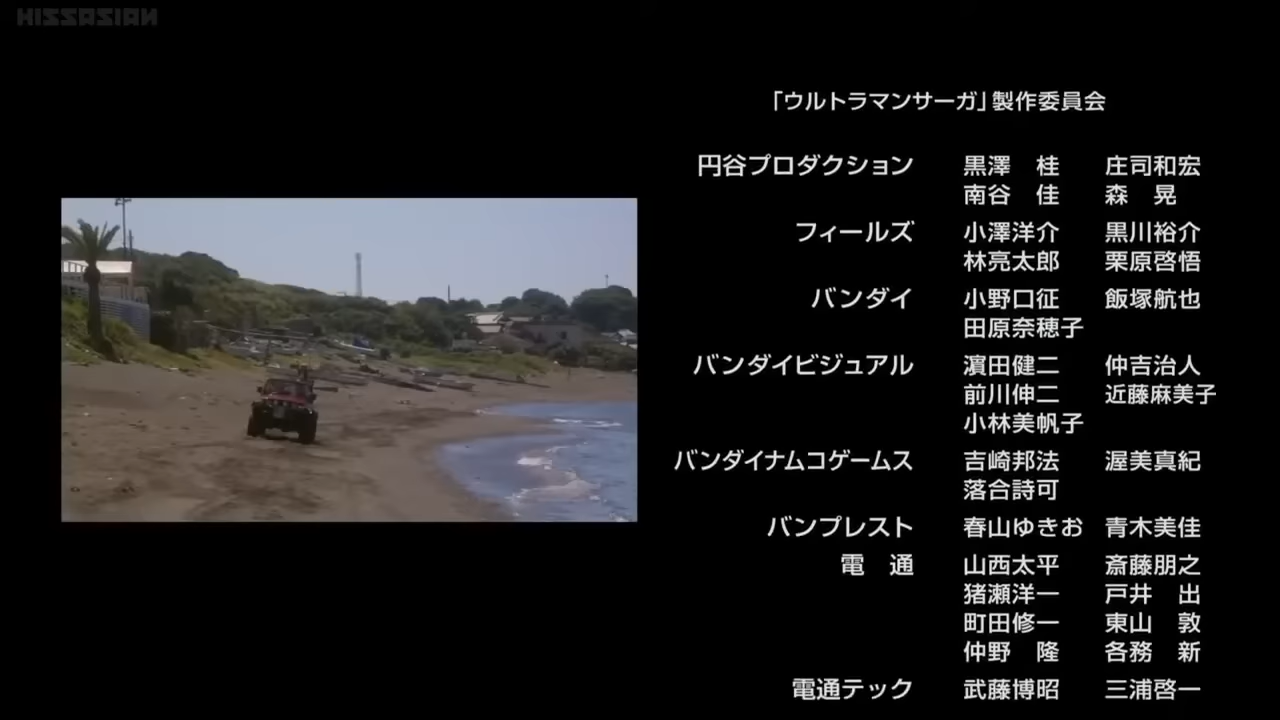 HISSASIAN
「ウルトラマンサーガ」製作委員会
円谷プロダクション 黒澤 桂 庄司和宏
南谷 佳 森 晃
フィールズ 小澤洋介 黒川裕介
林亮太郎 栗原啓悟
バンダイ 小野口征 飯塚航也
田原奈穂子
バンダイビジュアル 濵田健二 仲吉治人
前川伸二 近藤麻美子
小林美帆子
バンダイナムコゲームス 吉崎邦法 渥美真紀
落合詩可
バンプレスト 春山ゆきお 青木美佳
電 通 山西太平 斎藤朋之
猪瀬洋一 戸井 出
町田修一 東山 敦
仲野 隆 各務 新
電通テック 武藤博昭 三浦啓一